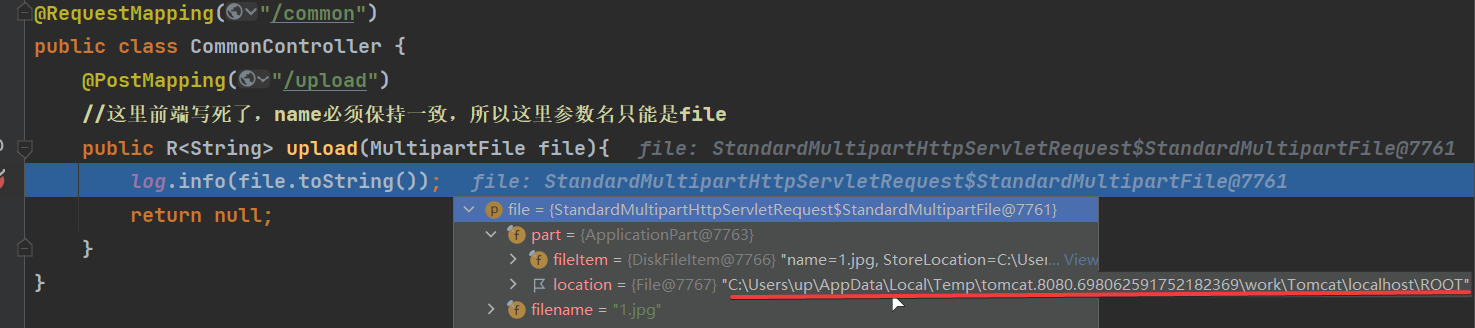 @RequestMapping("/common")
public class CommonController {
@PostMapping("/upload")
//这里前端写死了，name必须保持一致，所以这里参数名只能是file
public R<String> upload(MultipartFile file){ file: StandardMultipartHttpServletRequest$StandardMultipartFile@7761
log.info(file.toString()); file: StandardMultipartHttpServletRequest$StandardMultipartFile@7761
return null;
p file = {StandardMultipartHttpServletRequest$StandardMultipartFile@7761}
f part = {ApplicationPart@7763}
}
f fileItem = {DiskFileItem@7766} "name=1.jpg, StoreLocation=C:\User... View
}
location = {File@7767} "C:\Users\up\AppData\Local\Temp\tomcat.8080.698062591752182369\work\Tomcat\localhost\ROOT"
f filename = "1.jpg"